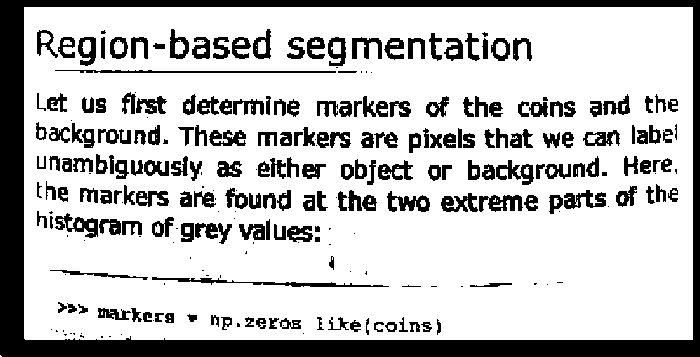 Region-based segmentation
Let us first determine markers of the coins and the
background. These markers are pixels that we can label
unambiguously as either object or background. Here,
the markers are found at the two extreme parts of the
histogram of grey values:
>>> markers = np.zeros_like(coins)